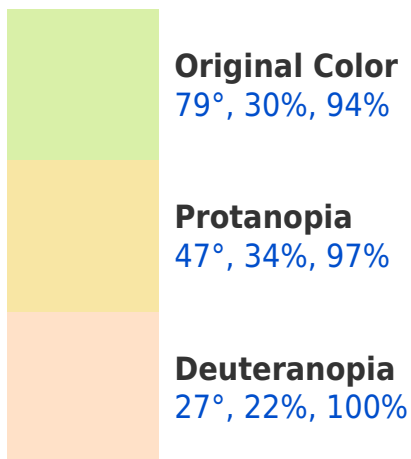 Original Color
79°, 30%, 94%
Protanopia
47°, 34%, 97%
Deuteranopia
27°, 22%, 100%